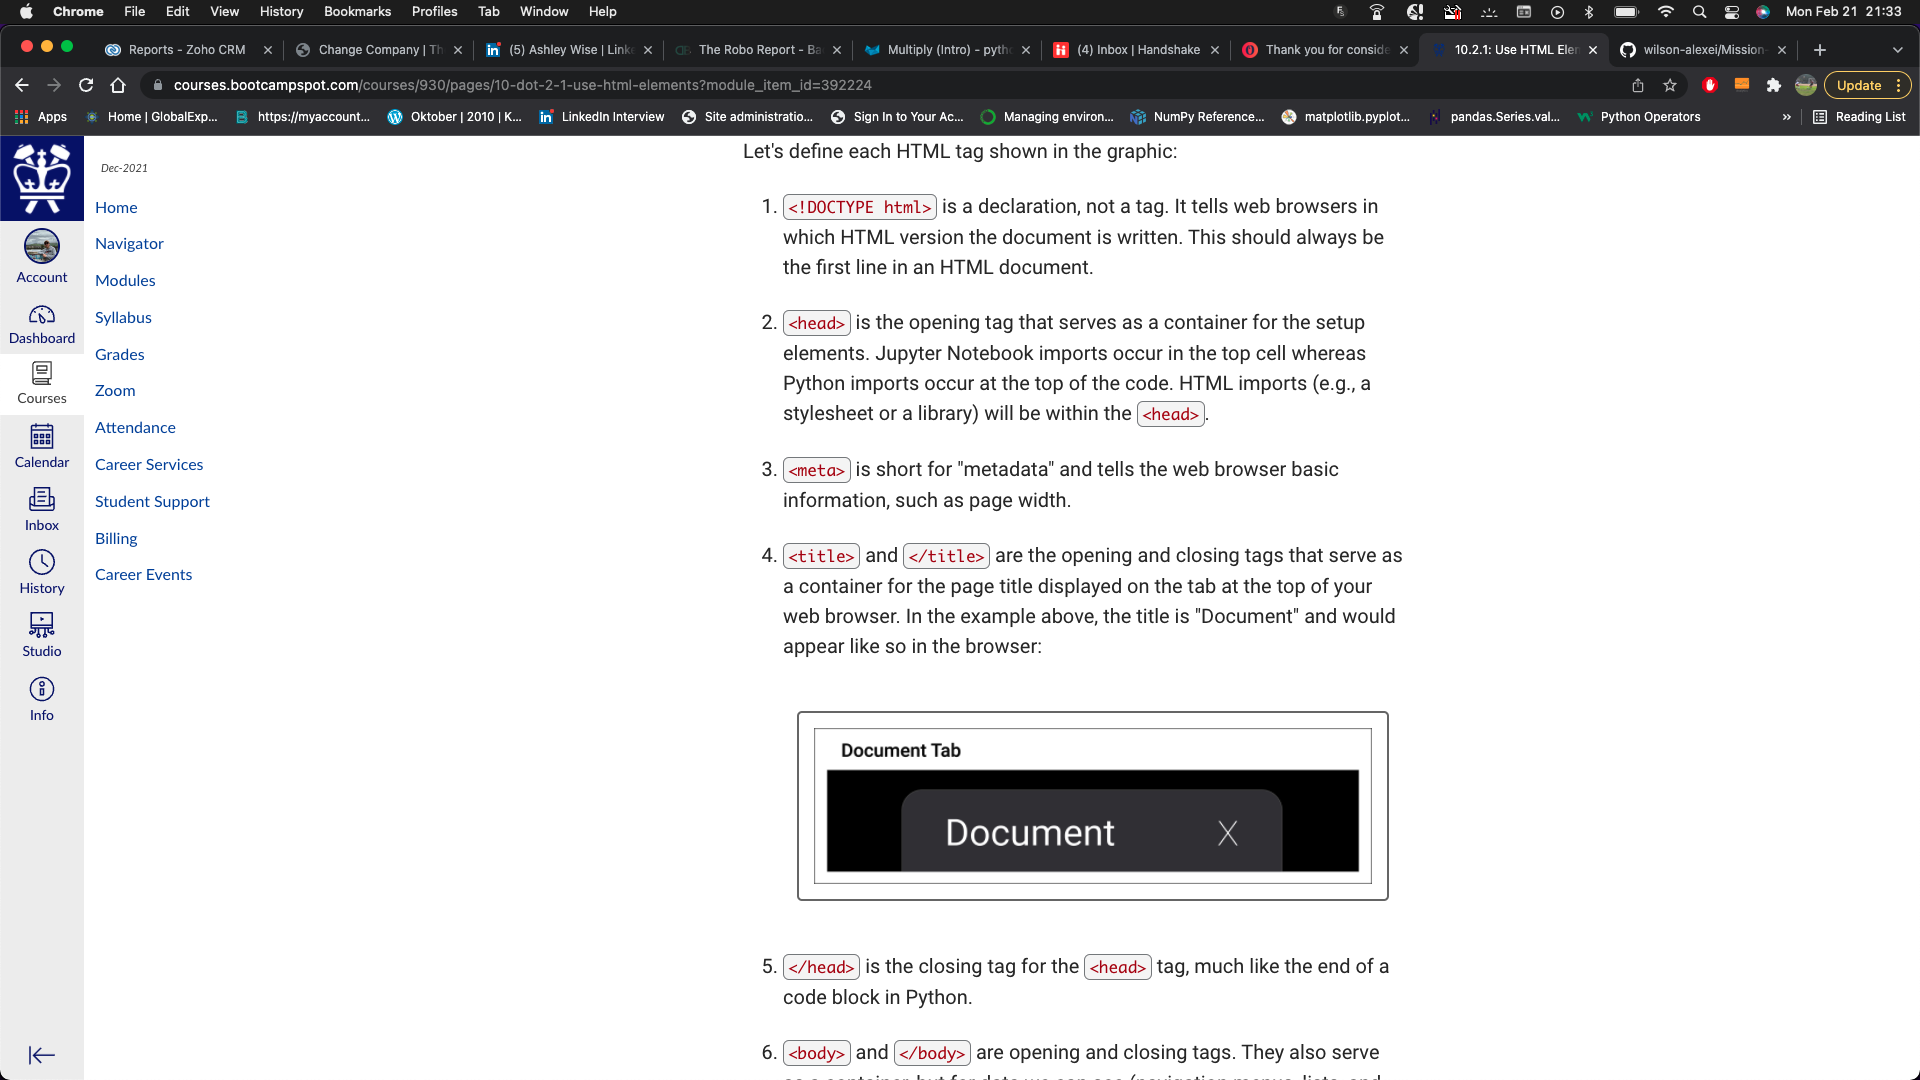 Chrome File Edit View History Bookmarks Profiles Tab Window Help Mon Feb 21 21:33
Reports - Zoho CRM
Change Company | Th
(5) Ashley Wise | Linke
The Robo Report - Ba
Multiply (Intro) - pytho
(4) Inbox | Handshake
Thank you for conside
10.2.1: Use HTML Elem
wilson-alexei/Mission-
courses.bootcampspot.com/courses/930/pages/10-dot-2-1-use-html-elements?module_item_id=392224
Update
Apps
Home | GlobalExp...
https://myaccount...
Oktober | 2010 | K...
LinkedIn Interview
Site administratio...
Sign In to Your Ac...
Managing environ...
NumPy Reference...
matplotlib.pyplot...
pandas.Series.val...
Python Operators
»
Reading List
Account
Dashboard
Courses
Calendar
Inbox
History
Studio
Info
Dec-2021
Home
Navigator
Modules
Syllabus
Grades
Zoom
Attendance
Career Services
Student Support
Billing
Career Events
Let's define each HTML tag shown in the graphic:
1. <!DOCTYPE html> is a declaration, not a tag. It tells web browsers in
which HTML version the document is written. This should always be
the first line in an HTML document.
2. <head> is the opening tag that serves as a container for the setup
elements. Jupyter Notebook imports occur in the top cell whereas
Python imports occur at the top of the code. HTML imports (e.g., a
stylesheet or a library) will be within the <head>.
3. <meta> is short for "metadata" and tells the web browser basic
information, such as page width.
4. <title> and </title> are the opening and closing tags that serve as
a container for the page title displayed on the tab at the top of your
web browser. In the example above, the title is "Document" and would
appear like so in the browser:
Document Tab
Document X
5. </head> is the closing tag for the <head> tag, much like the end of a
code block in Python.
6. <body> and </body> are opening and closing tags. They also serve